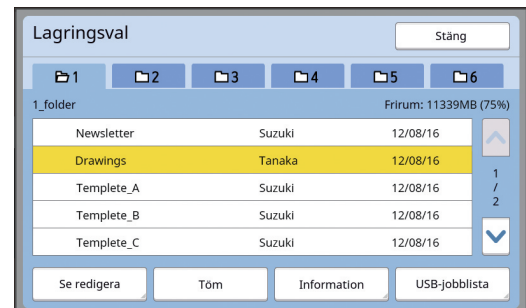 Lagringsval Stäng
1 2 3 4 5 6
1_folder Frirum: 11339MB (75%)
Newsletter Suzuki 12/08/16
Drawings Tanaka 12/08/16
Templete_A Suzuki 12/08/16
Templete_B Suzuki 12/08/16
Templete_C Suzuki 12/08/16
1
/
2
Se redigera Töm Information USB-jobblista